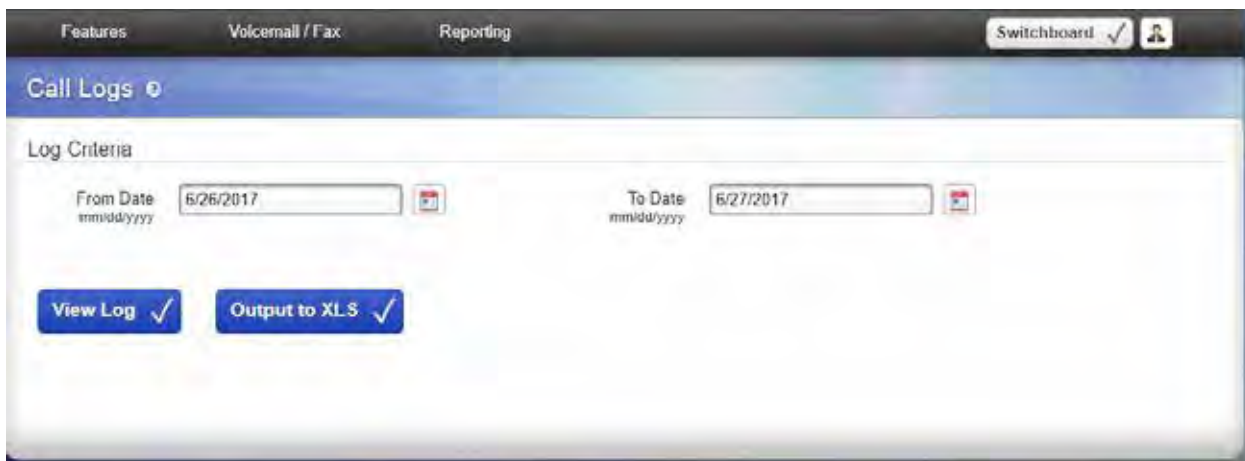 Features Voicemail / Fax Reporting Switchboard
Call Logs
Log Criteria
From Date 6/26/2017 To Date 6/27/2017
mm/dd/yyyy mm/dd/yyyy
View Log Output to XLS